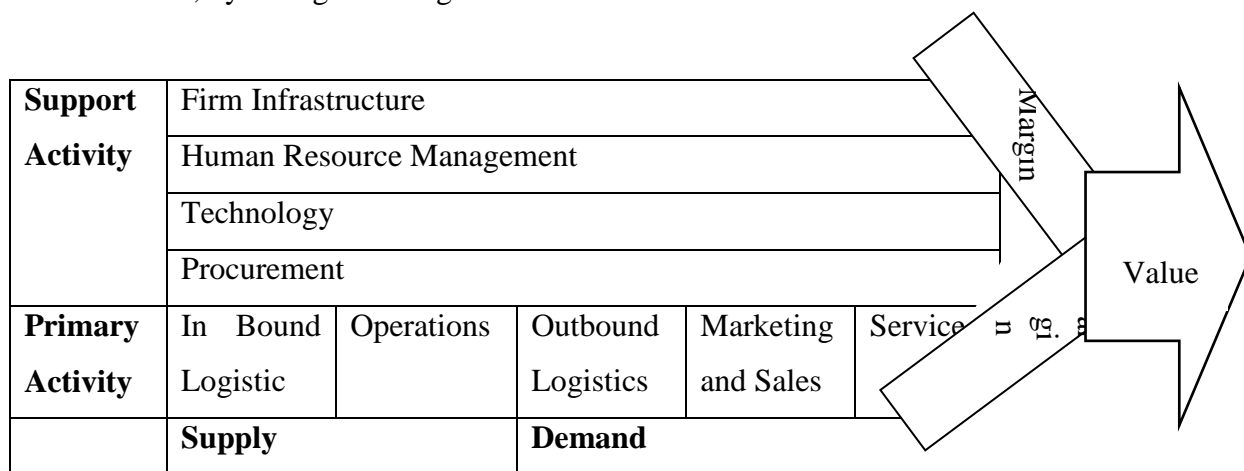 Support Activity
Firm Infrastructure
Human Resource Management
Technology
Procurement
Margin
Value
Primary Activity
In Bound Logistic
Operations
Outbound Logistics
Marketing and Sales
Service
gi
n
Supply
Demand